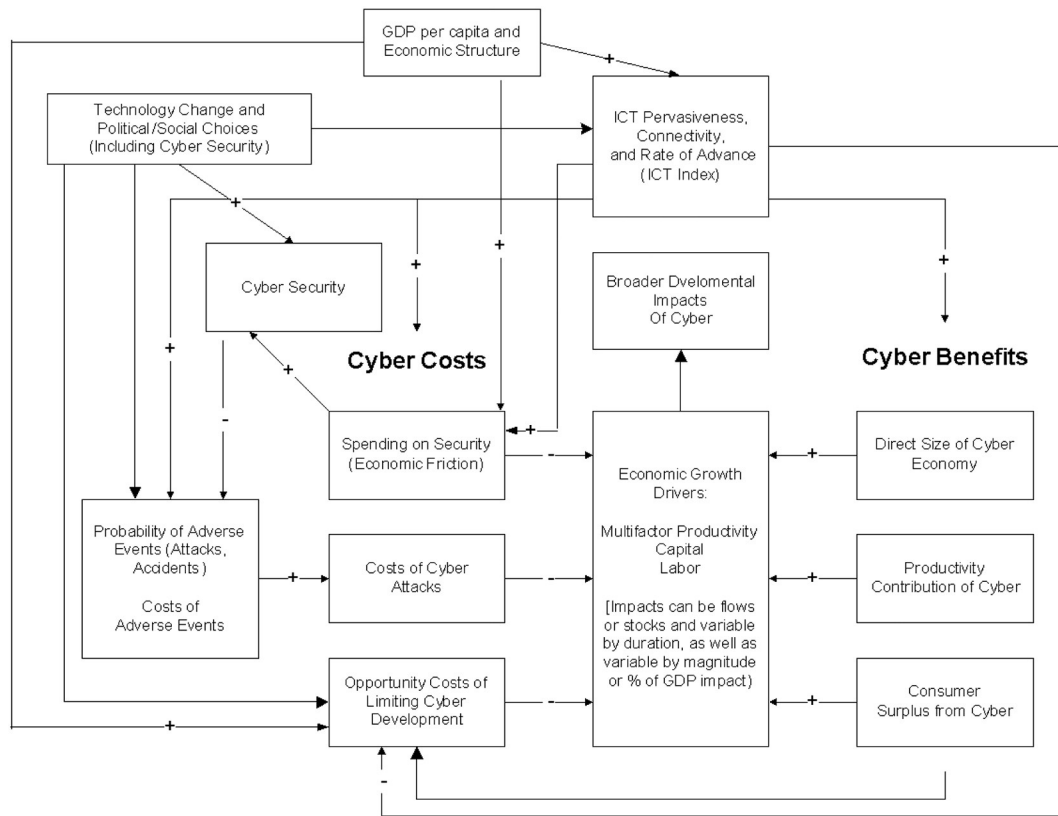 GDP per capita and
Economic Structure
+
Technology Change and
Political/Social Choices
(Including Cyber Security)
ICT Pervasiveness,
Connectivity,
and Rate of Advance
(ICT Index)
+
+
+
+
+
Cyber Security
Broader Dvelomental
Impacts
Of Cyber
+
Cyber Costs
Cyber Benefits
+
-
Spending on Security
(Economic Friction)
+
-
Economic Growth
Drivers:
Multifactor Productivity
Capital
Labor
[Impacts can be flows
or stocks and variable
by duration, as well as
variable by magnitude
or % of GDP impact)
+
Direct Size of Cyber
Economy
Probability of Adverse
Events (Attacks,
Accidents)
Costs of
Adverse Events
+
Costs of Cyber
Attacks
-
+
Productivity
Contribution of Cyber
Opportunity Costs of
Limiting Cyber
Development
-
+
Consumer
Surplus from Cyber
+
-